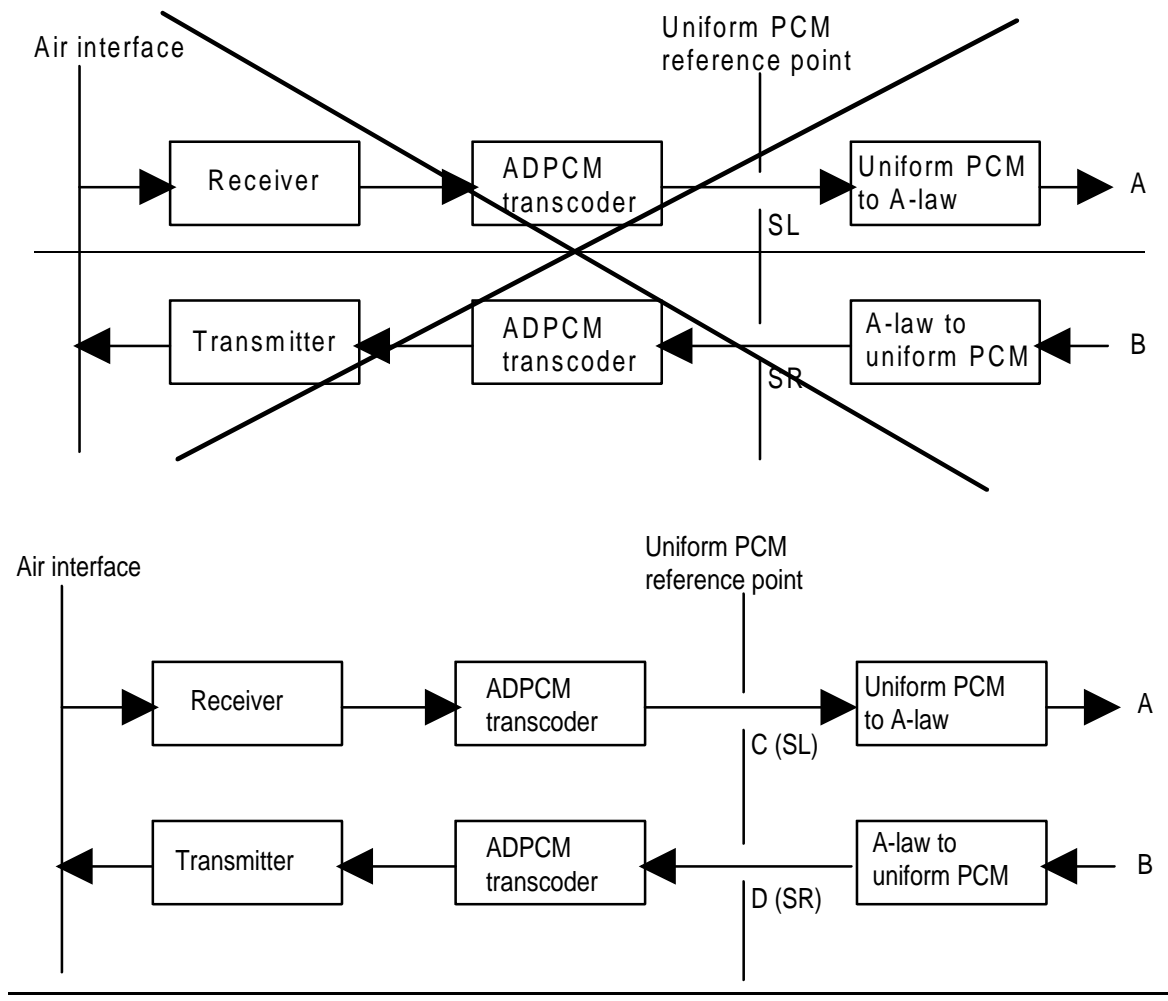 Air interface
Uniform PCM
reference point
Receiver
ADPCM
transcoder
Uniform PCM
to A-law
A
SL
Transmitter
ADPCM
transcoder
A-law to
uniform PCM
B
SR
Air interface
Uniform PCM
reference point
Receiver
ADPCM
transcoder
Uniform PCM
to A-law
A
C (SL)
Transmitter
ADPCM
transcoder
A-law to
uniform PCM
B
D (SR)